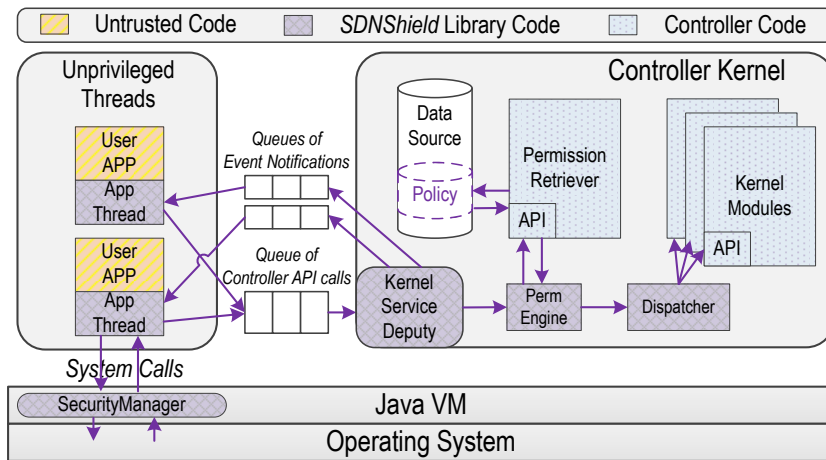 Untrusted Code
SDNShield Library Code
Controller Code
Unprivileged
Threads
User
APP
App
Thread
User
APP
App
Thread
Queues of
Event Notifications
Queue of
Controller API calls
Controller Kernel
Data
Source
Policy
Permission
Retriever
API
Kernel
Modules
API
Kernel
Service
Deputy
Perm
Engine
Dispatcher
System Calls
SecurityManager
Java VM
Operating System